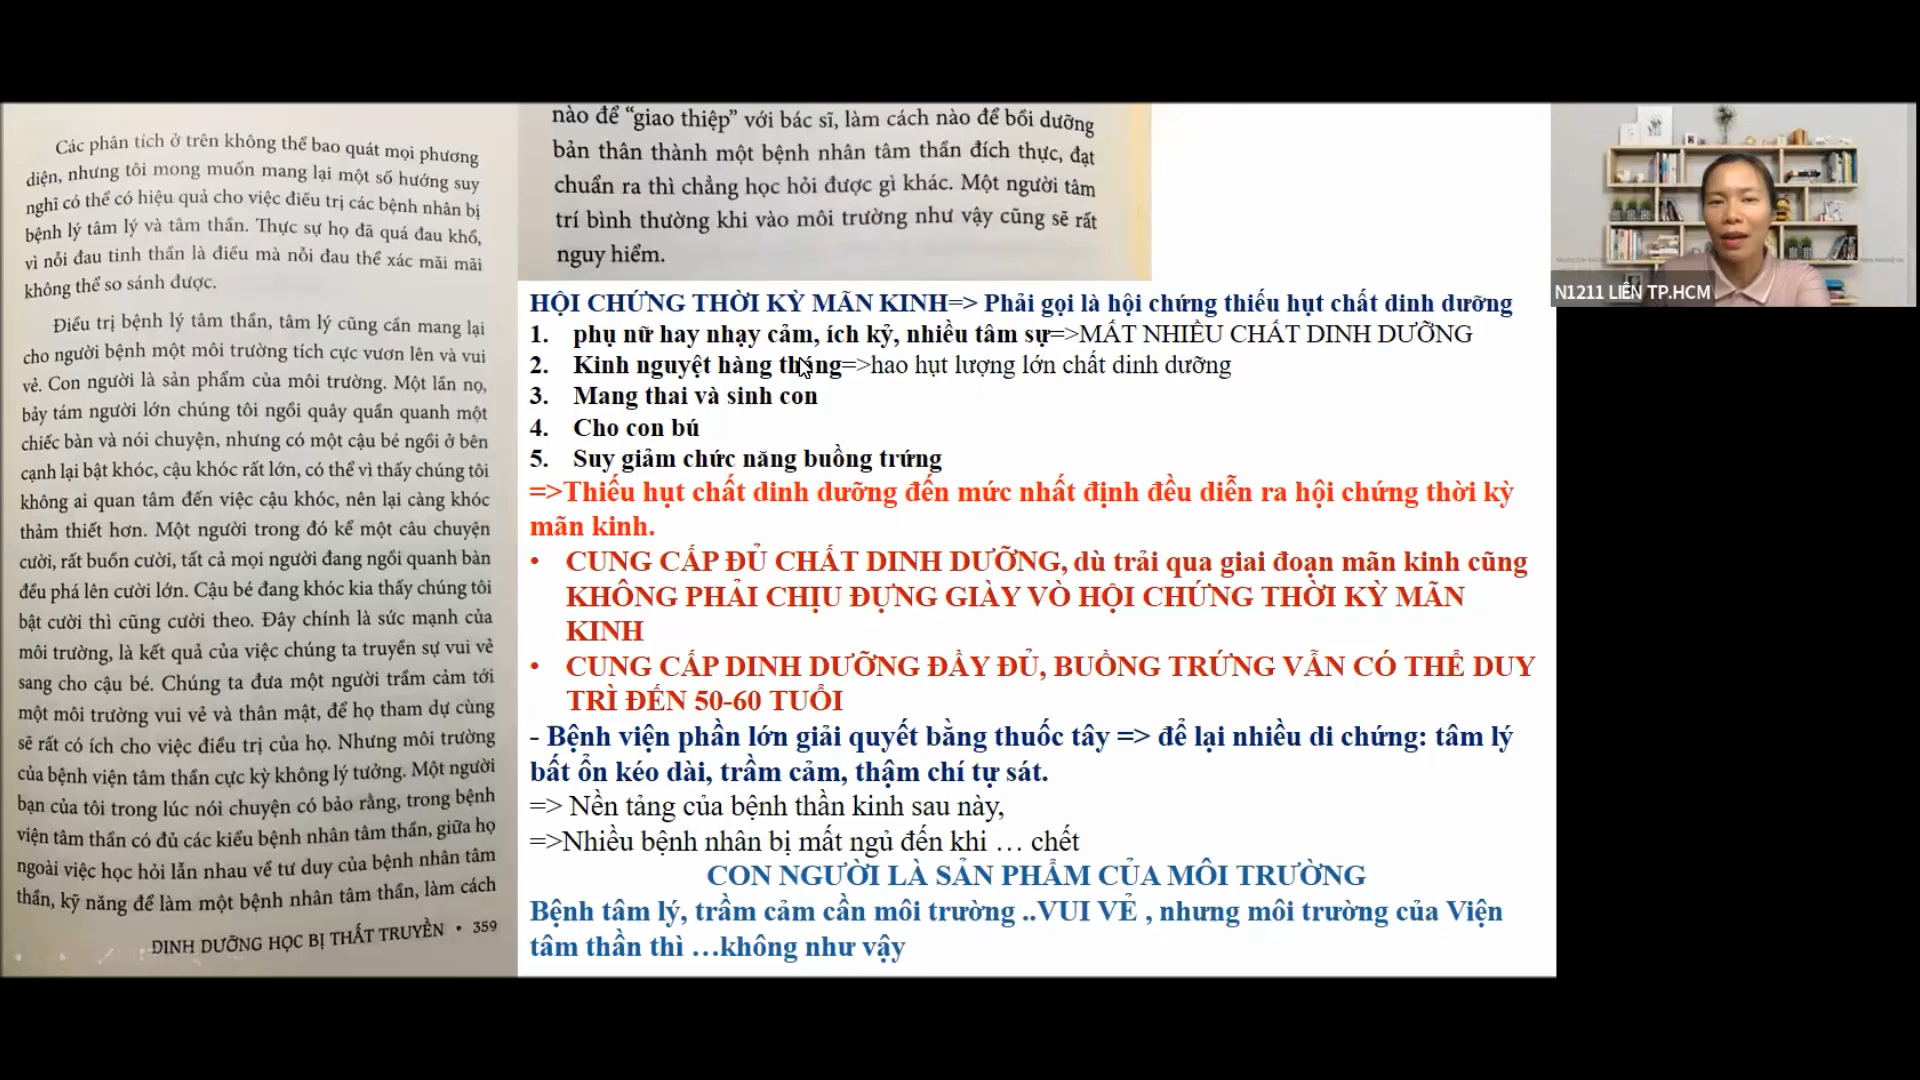 Các phân tích ở trên không thể bao quát mọi phương
diện, nhưng tôi mong muốn mang lại một số hướng suy
nghĩ có thể có hiệu quả cho việc điều trị các bệnh nhân bị
bệnh lý tâm lý và tâm thần. Thực sự họ đã quá đau khổ,
vì nỗi đau tinh thần là điều mà nỗi đau thể xác mãi mãi
không thể so sánh được.
Điều trị bệnh lý tâm thần, tâm lý cũng cần mang lại
cho người bệnh một môi trường tích cực vươn lên và vui
vẻ. Con người là sản phẩm của môi trường. Một lần nọ,
bảy tám người lớn chúng tôi ngồi quây quần quanh một
chiếc bàn và nói chuyện, nhưng có một cậu bé ngồi ở bên
cạnh lại bật khóc, cậu khóc rất lớn, có thể vì thấy chúng tôi
không ai quan tâm đến việc cậu khóc, nên lại càng khóc
thảm thiết hơn. Một người trong đó kể một câu chuyện
cười, rất buồn cười, tất cả mọi người đang ngồi quanh bàn
đều phá lên cười lớn. Cậu bé đang khóc kia thấy chúng tôi
bật cười thì cũng cười theo. Đây chính là sức mạnh của
môi trường, là kết quả của việc chúng ta truyền sự vui vẻ
sang cho cậu bé. Chúng ta đưa một người trầm cảm tới
một môi trường vui vẻ và thân mật, để họ tham dự cùng
sẽ rất có ích cho việc điều trị của họ. Nhưng môi trường
của bệnh viện tâm thần cực kỳ không lý tưởng. Một người
bạn của tôi trong lúc nói chuyện có bảo rằng, trong bệnh
viện tâm thần có đủ các kiểu bệnh nhân tâm thần, giữa họ
ngoài việc học hỏi lẫn nhau về tư duy của bệnh nhân tâm
thần, kỹ năng để làm một bệnh nhân tâm thần, làm cách
DINH DƯỠNG HỌC BỊ THẤT TRUYỀN • 359
nào để “giao thiệp” với bác sĩ, làm cách nào để bồi dưỡng
bản thân thành một bệnh nhân tâm thần đích thực, đạt
chuẩn ra thì chẳng học hỏi được gì khác. Một người tâm
trí bình thường khi vào môi trường như vậy cũng sẽ rất
nguy hiểm.
HỘI CHỨNG THỜI KỲ MÃN KINH=> Phải gọi là hội chứng thiếu hụt chất dinh dưỡng
1. phụ nữ hay nhạy cảm, ích kỷ, nhiều tâm sự=>MẤT NHIỀU CHẤT DINH DƯỠNG
2. Kinh nguyệt hàng tháng=>hao hụt lượng lớn chất dinh dưỡng
3. Mang thai và sinh con
4. Cho con bú
5. Suy giảm chức năng buồng trứng
=>Thiếu hụt chất dinh dưỡng đến mức nhất định đều diễn ra hội chứng thời kỳ
mãn kinh.
• CUNG CẤP ĐỦ CHẤT DINH DƯỠNG, dù trải qua giai đoạn mãn kinh cũng
KHÔNG PHẢI CHỊU ĐỰNG GIÀY VÒ HỘI CHỨNG THỜI KỲ MÃN
KINH
• CUNG CẤP DINH DƯỠNG ĐẦY ĐỦ, BUỒNG TRỨNG VẪN CÓ THỂ DUY
TRÌ ĐẾN 50-60 TUỔI
- Bệnh viện phần lớn giải quyết bằng thuốc tây => để lại nhiều di chứng: tâm lý
bất ổn kéo dài, trầm cảm, thậm chí tự sát.
=> Nền tảng của bệnh thần kinh sau này,
=>Nhiều bệnh nhân bị mất ngủ đến khi … chết
CON NGƯỜI LÀ SẢN PHẨM CỦA MÔI TRƯỜNG
Bệnh tâm lý, trầm cảm cần môi trường ..VUI VẺ , nhưng môi trường của Viện
tâm thần thì …không như vậy
N1211 LIÊN TP.HCM